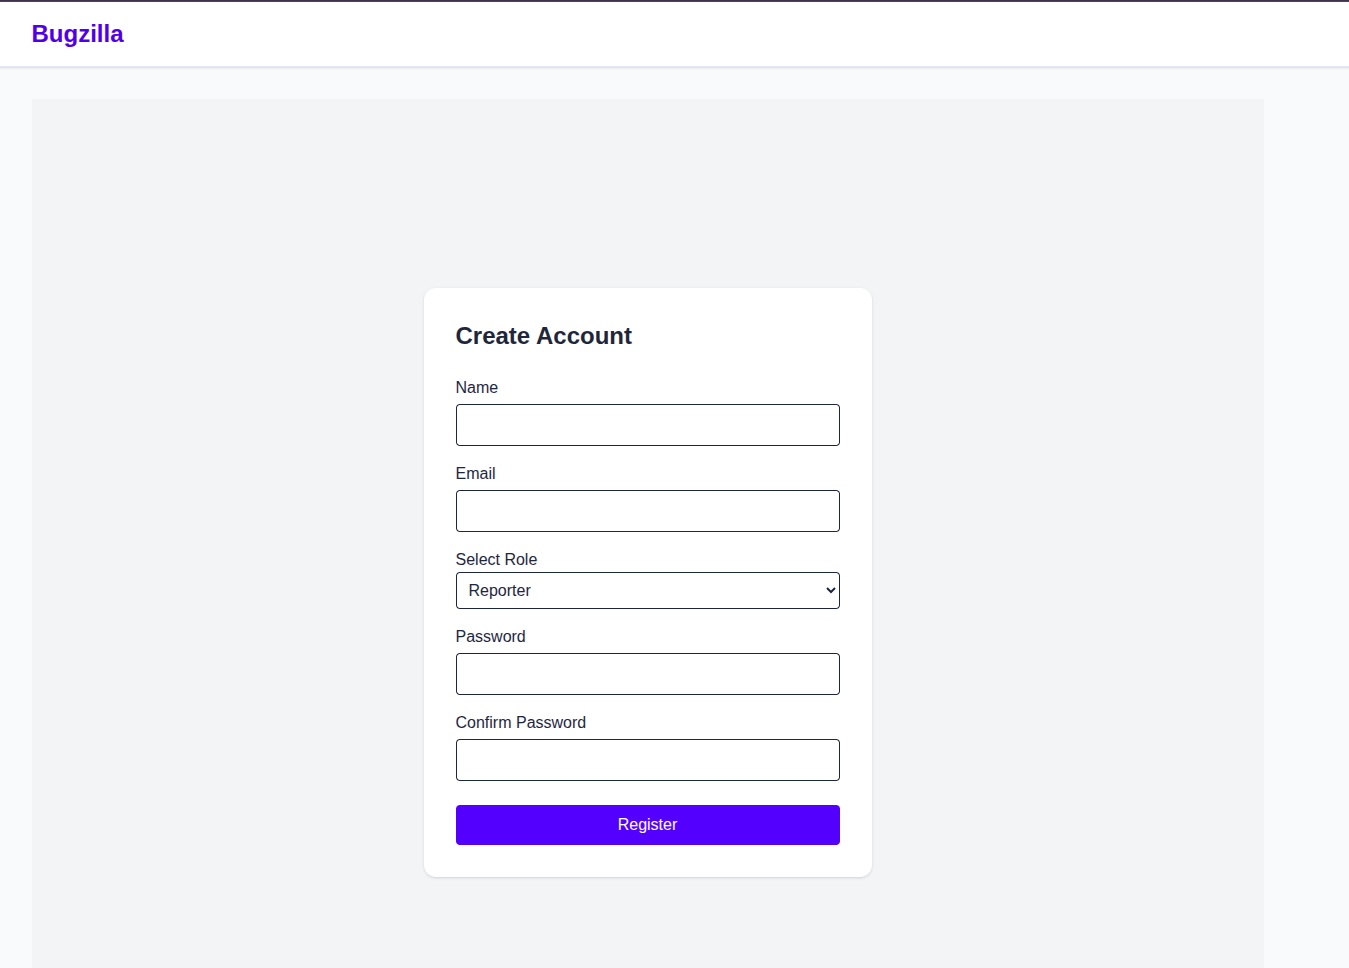 Bugzilla
Create Account
Name
Email
Select Role
Reporter
Password
Confirm Password
Register